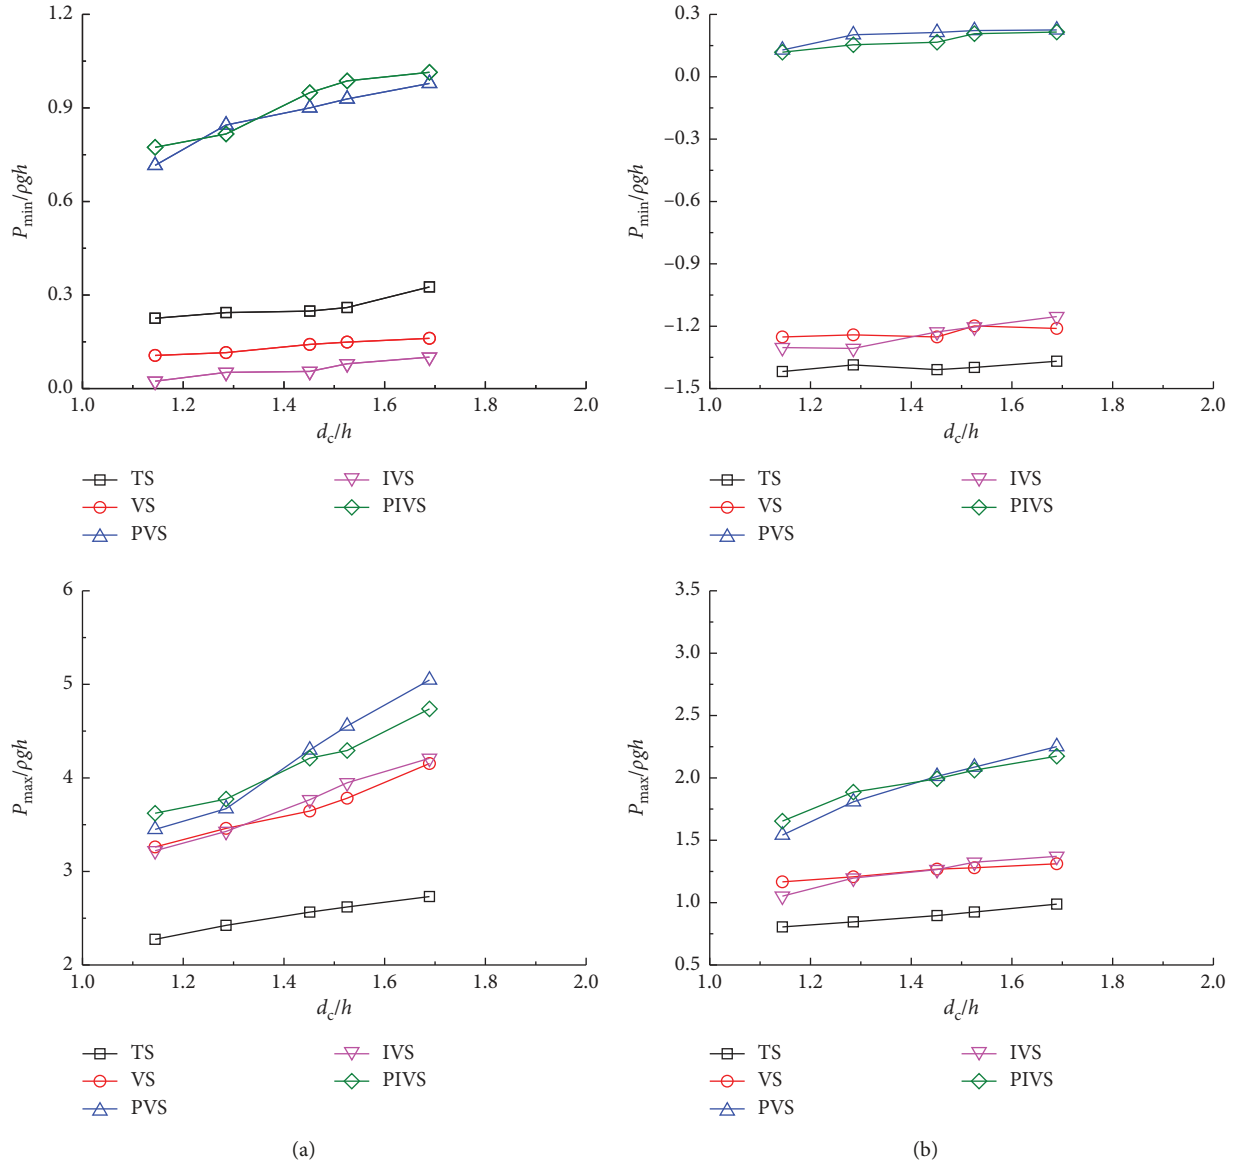 1.2
0.9
0.6
0.3
0.0
P_min/ρgh
1.0 1.2 1.4 1.6 1.8 2.0
d_c/h
TS
VS
PVS
IVS
PIVS
0.3
0.0
−0.3
−0.6
−0.9
−1.2
−1.5
P_min/ρgh
1.0 1.2 1.4 1.6 1.8 2.0
d_c/h
TS
VS
PVS
IVS
PIVS
6
5
4
3
2
P_max/ρgh
1.0 1.2 1.4 1.6 1.8 2.0
d_c/h
TS
VS
PVS
IVS
PIVS
(a)
3.5
3.0
2.5
2.0
1.5
1.0
0.5
P_max/ρgh
1.0 1.2 1.4 1.6 1.8 2.0
d_c/h
TS
VS
PVS
IVS
PIVS
(b)